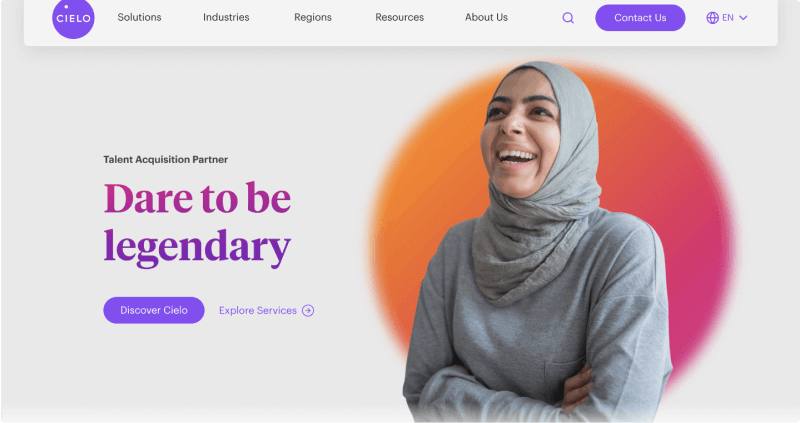 CIELO
Solutions
Industries
Regions
Resources
About Us
Contact Us
EN
Talent Acquisition Partner
Dare to be
legendary
Discover Cielo
Explore Services